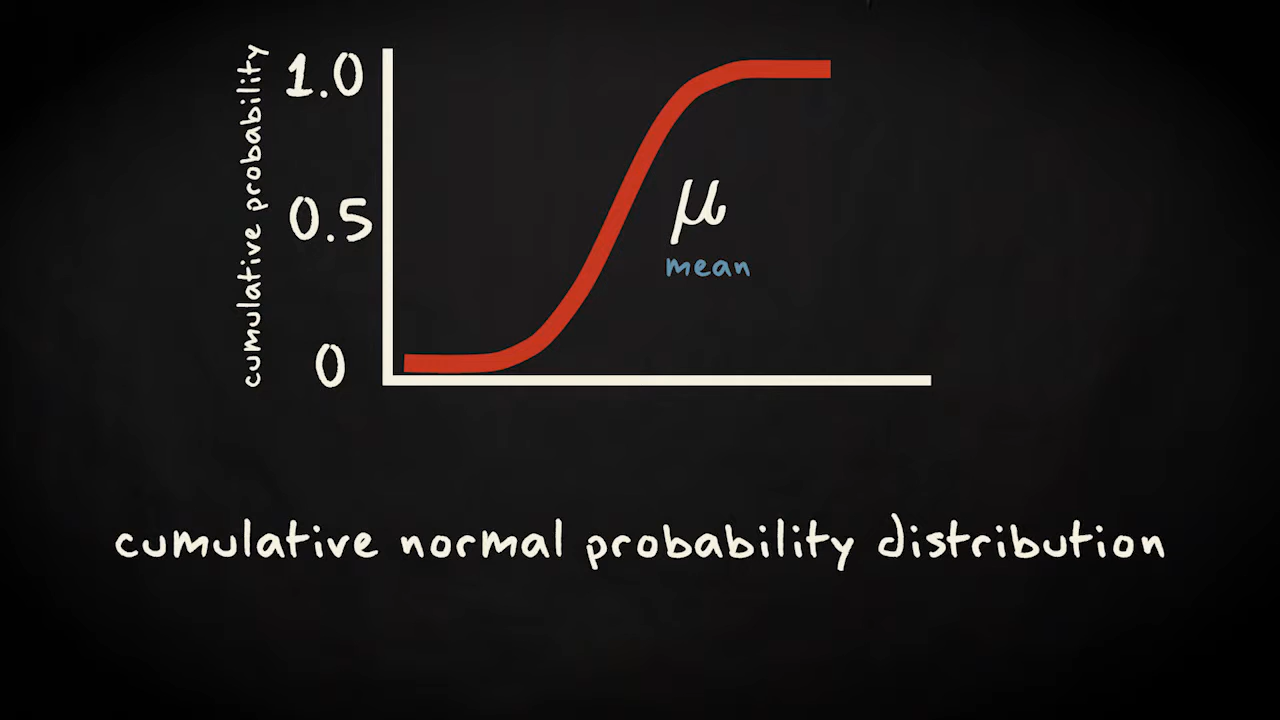 cumulative probability
1.0
0.5
0
μ
mean
cumulative normal probability distribution